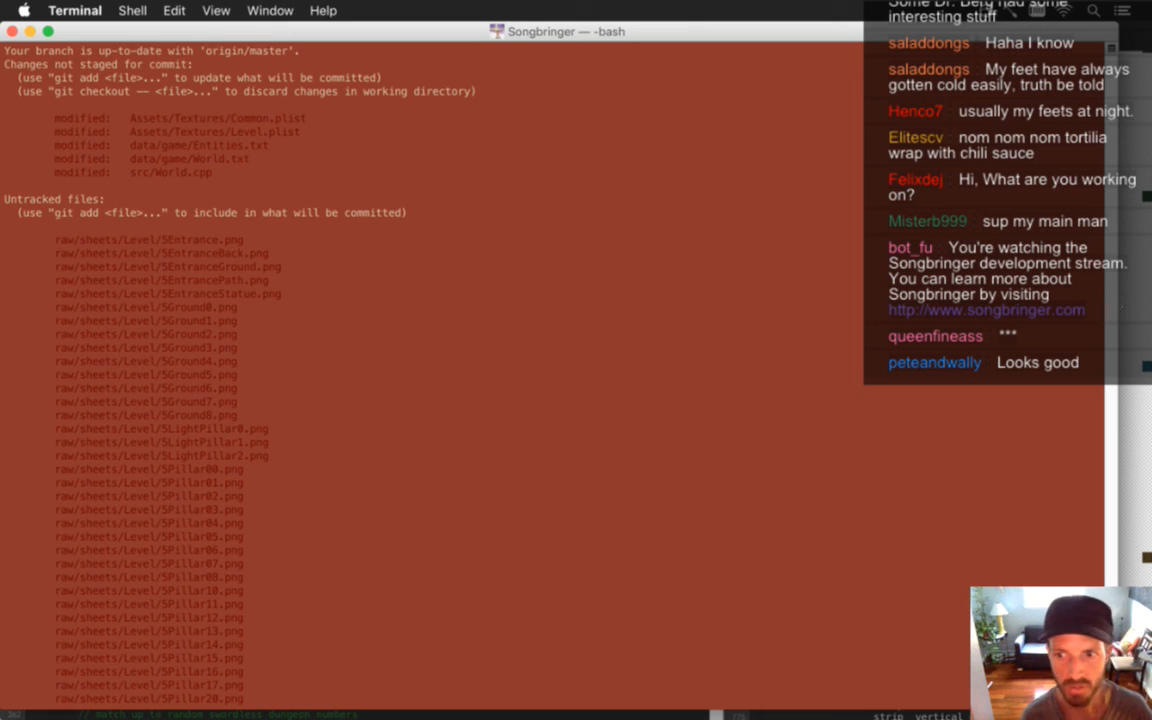 Terminal Shell Edit View Window Help
Songbringer — -bash
Your branch is up-to-date with 'origin/master'.
Changes not staged for commit:
(use "git add <file>..." to update what will be committed)
(use "git checkout -- <file>..." to discard changes in working directory)
modified: Assets/Textures/Common.plist
modified: Assets/Textures/Level.plist
modified: data/game/Entities.txt
modified: data/game/World.txt
modified: src/World.cpp
Untracked files:
(use "git add <file>..." to include in what will be committed)
raw/sheets/Level/5Entrance.png
raw/sheets/Level/5EntranceBack.png
raw/sheets/Level/5EntranceGround.png
raw/sheets/Level/5EntrancePath.png
raw/sheets/Level/5EntranceStatue.png
raw/sheets/Level/5Ground0.png
raw/sheets/Level/5Ground1.png
raw/sheets/Level/5Ground2.png
raw/sheets/Level/5Ground3.png
raw/sheets/Level/5Ground4.png
raw/sheets/Level/5Ground5.png
raw/sheets/Level/5Ground6.png
raw/sheets/Level/5Ground7.png
raw/sheets/Level/5Ground8.png
raw/sheets/Level/5LightPillar0.png
raw/sheets/Level/5LightPillar1.png
raw/sheets/Level/5LightPillar2.png
raw/sheets/Level/5Pillar00.png
raw/sheets/Level/5Pillar01.png
raw/sheets/Level/5Pillar02.png
raw/sheets/Level/5Pillar03.png
raw/sheets/Level/5Pillar04.png
raw/sheets/Level/5Pillar05.png
raw/sheets/Level/5Pillar06.png
raw/sheets/Level/5Pillar07.png
raw/sheets/Level/5Pillar08.png
raw/sheets/Level/5Pillar10.png
raw/sheets/Level/5Pillar11.png
raw/sheets/Level/5Pillar12.png
raw/sheets/Level/5Pillar13.png
raw/sheets/Level/5Pillar14.png
raw/sheets/Level/5Pillar15.png
raw/sheets/Level/5Pillar16.png
raw/sheets/Level/5Pillar17.png
raw/sheets/Level/5Pillar20.png
// match up to random swordless dungeon numbers
strip vertical
Some Dr. Berg had some
interesting stuff
saladdongs Haha I know
saladdongs My feet have always
gotten cold easily, truth be told
Henco7 usually my feets at night.
Elitescv nom nom nom tortilia
wrap with chili sauce
Felixdej Hi, What are you working
on?
Misterb999 sup my main man
bot_fu You're watching the
Songbringer development stream.
You can learn more about
Songbringer by visiting
http://www.songbringer.com
queenfineass ***
peteandwally Looks good